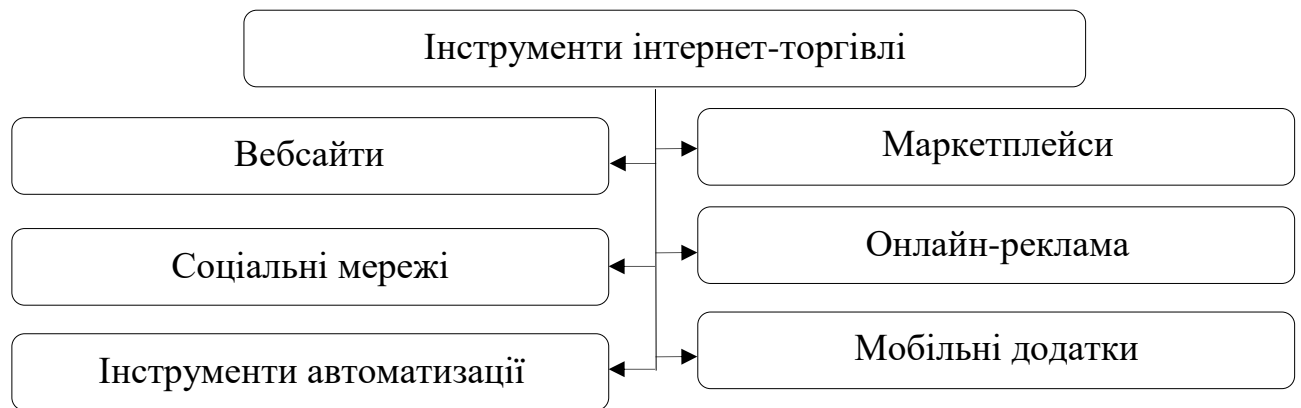 Інструменти інтернет-торгівлі
Вебсайти
Маркетплейси
Соціальні мережі
Онлайн-реклама
Інструменти автоматизації
Мобільні додатки